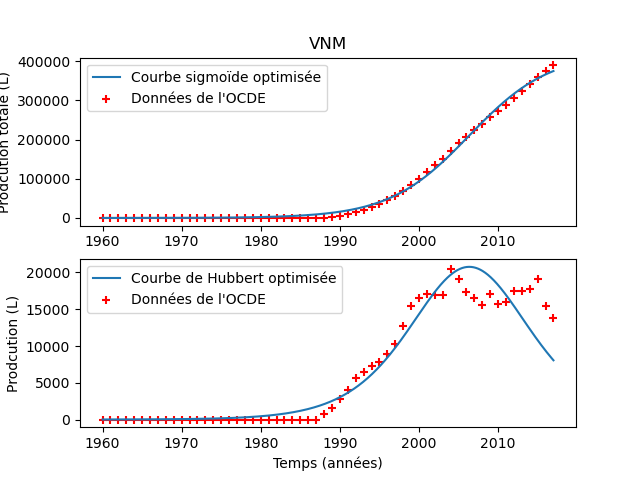 VNM
Prodcution totale (L)
400000
300000
200000
100000
0
Courbe sigmoïde optimisée
Données de l'OCDE
1960 1970 1980 1990 2000 2010
Prodcution (L)
20000
15000
10000
5000
0
Courbe de Hubbert optimisée
Données de l'OCDE
1960 1970 1980 1990 2000 2010
Temps (années)